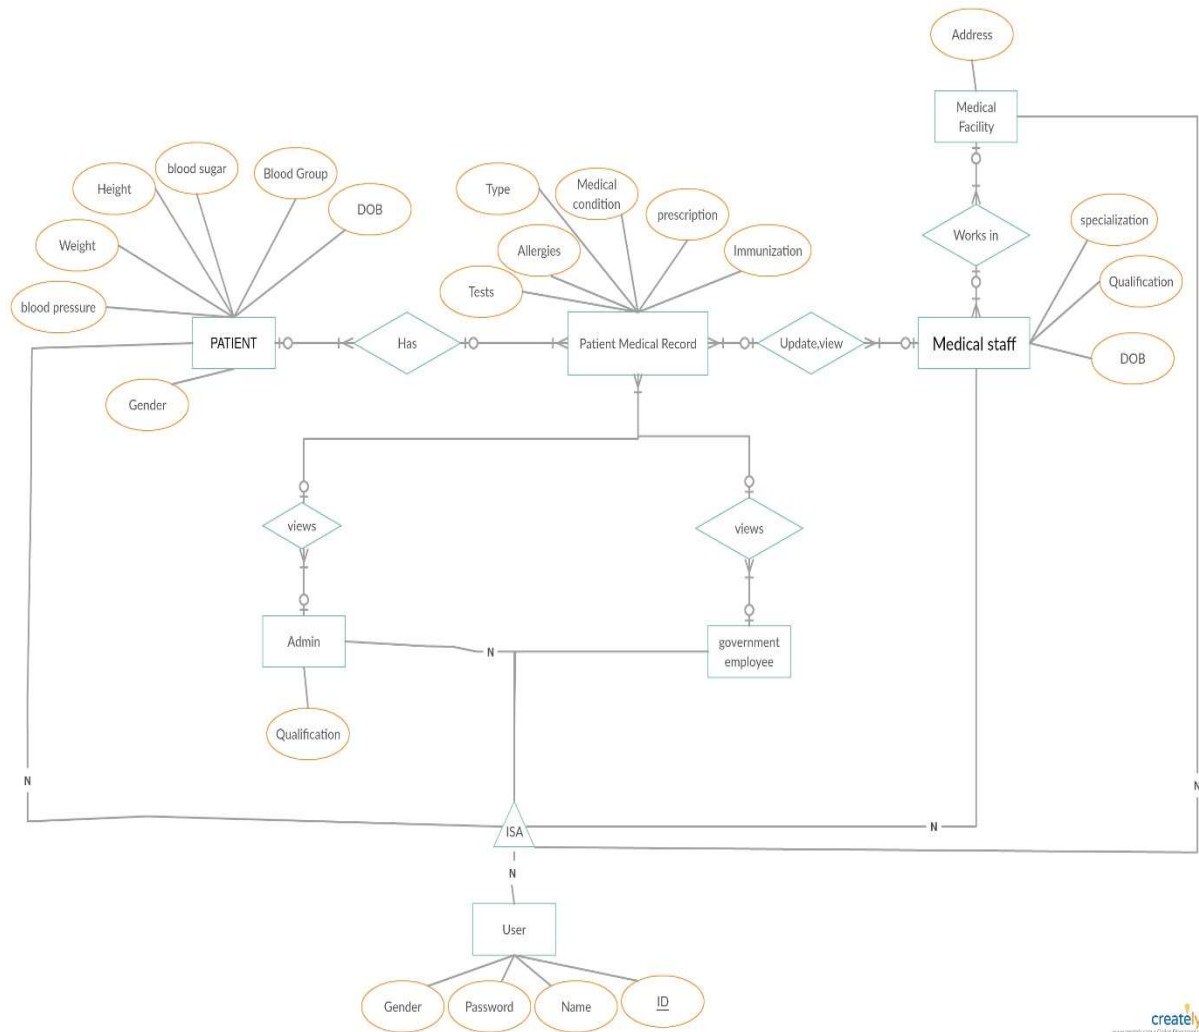 Address
Medical
Facility
blood sugar
Blood Group
Height
DOB
Weight
blood pressure
Type
Medical
condition
prescription
Allergies
Immunization
Tests
Works in
specialization
Qualification
DOB
PATIENT
Has
Patient Medical Record
Update,view
Medical staff
Gender
views
views
Admin
N
government
employee
Qualification
N
N
N
ISA
N
User
Gender
Password
Name
ID
creately